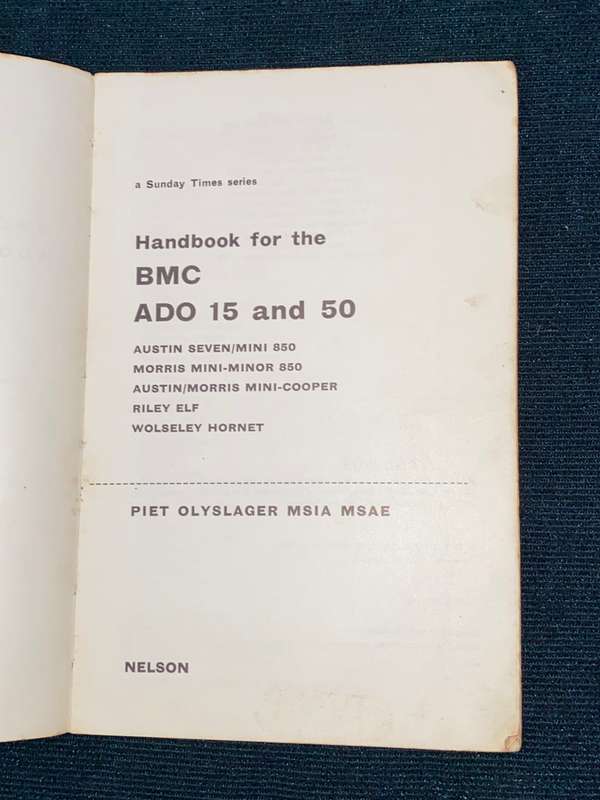 a Sunday Times series
Handbook for the
BMC
ADO 15 and 50
AUSTIN SEVEN/MINI 850
MORRIS MINI-MINOR 850
AUSTIN/MORRIS MINI-COOPER
RILEY ELF
WOLSELEY HORNET
PIET OLYSLAGER MSIA MSAE
NELSON